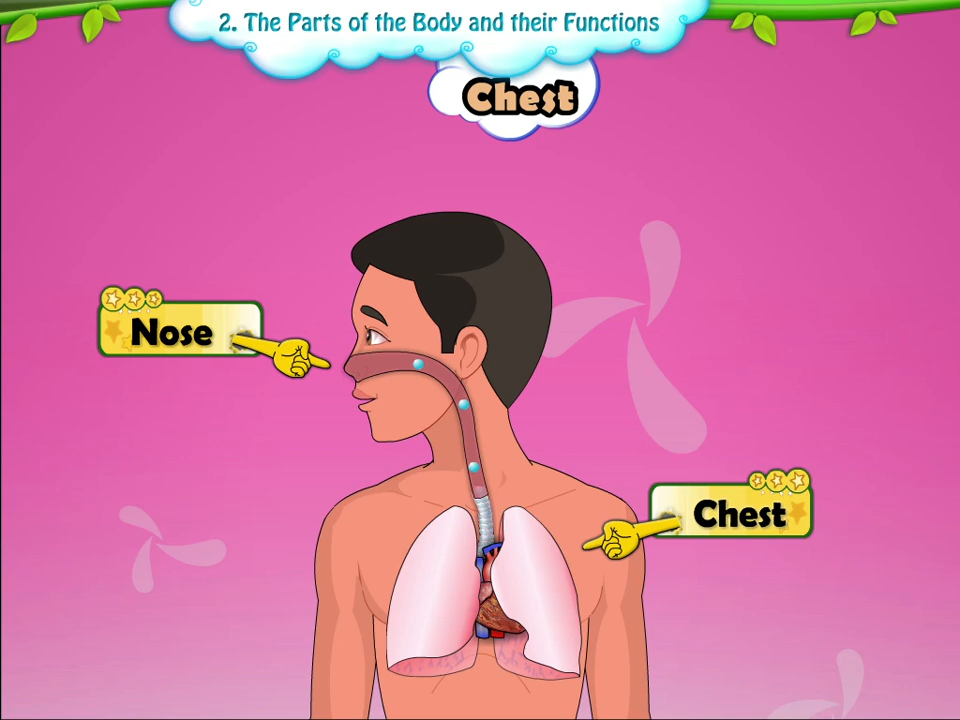 2. The Parts of the Body and their Functions
Chest
Nose
Chest